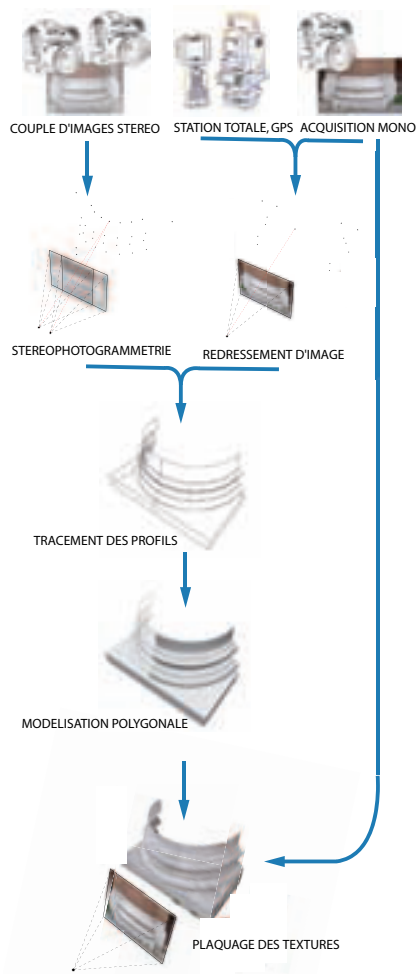 COUPLE D'IMAGES STEREO
STATION TOTALE, GPS
ACQUISITION MONO
STEREOPHOTOGRAMMETRIE
REDRESSEMENT D'IMAGE
TRACEMENT DES PROFILS
MODELISATION POLYGONALE
PLAQUAGE DES TEXTURES